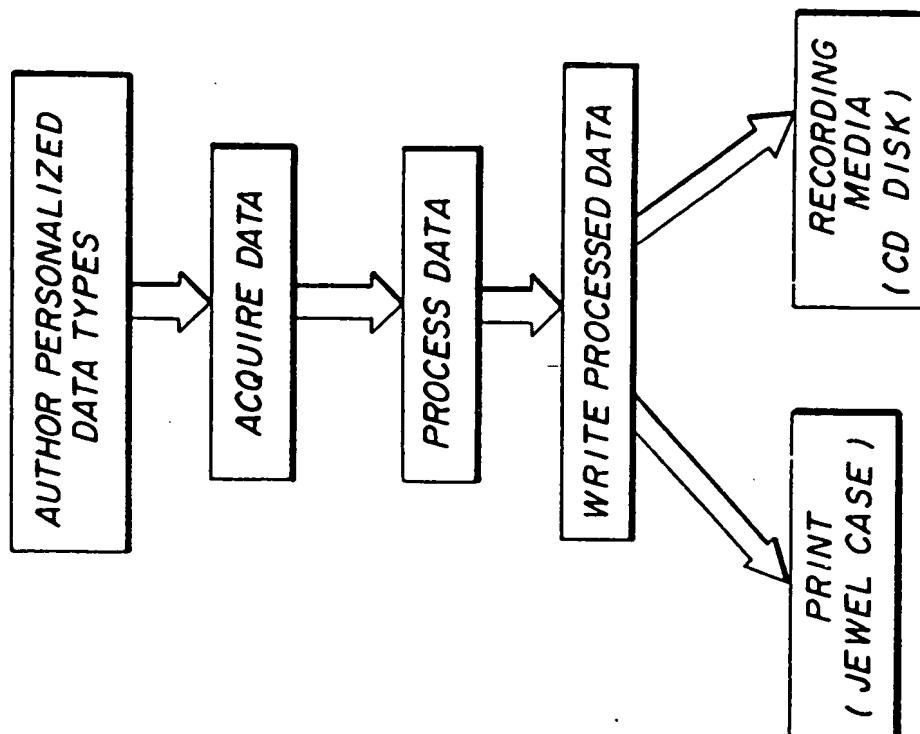 AUTHOR PERSONALIZED
DATA TYPES
ACQUIRE DATA
PROCESS DATA
WRITE PROCESSED DATA
PRINT
(JEWEL CASE)
RECORDING
MEDIA
(CD DISK)